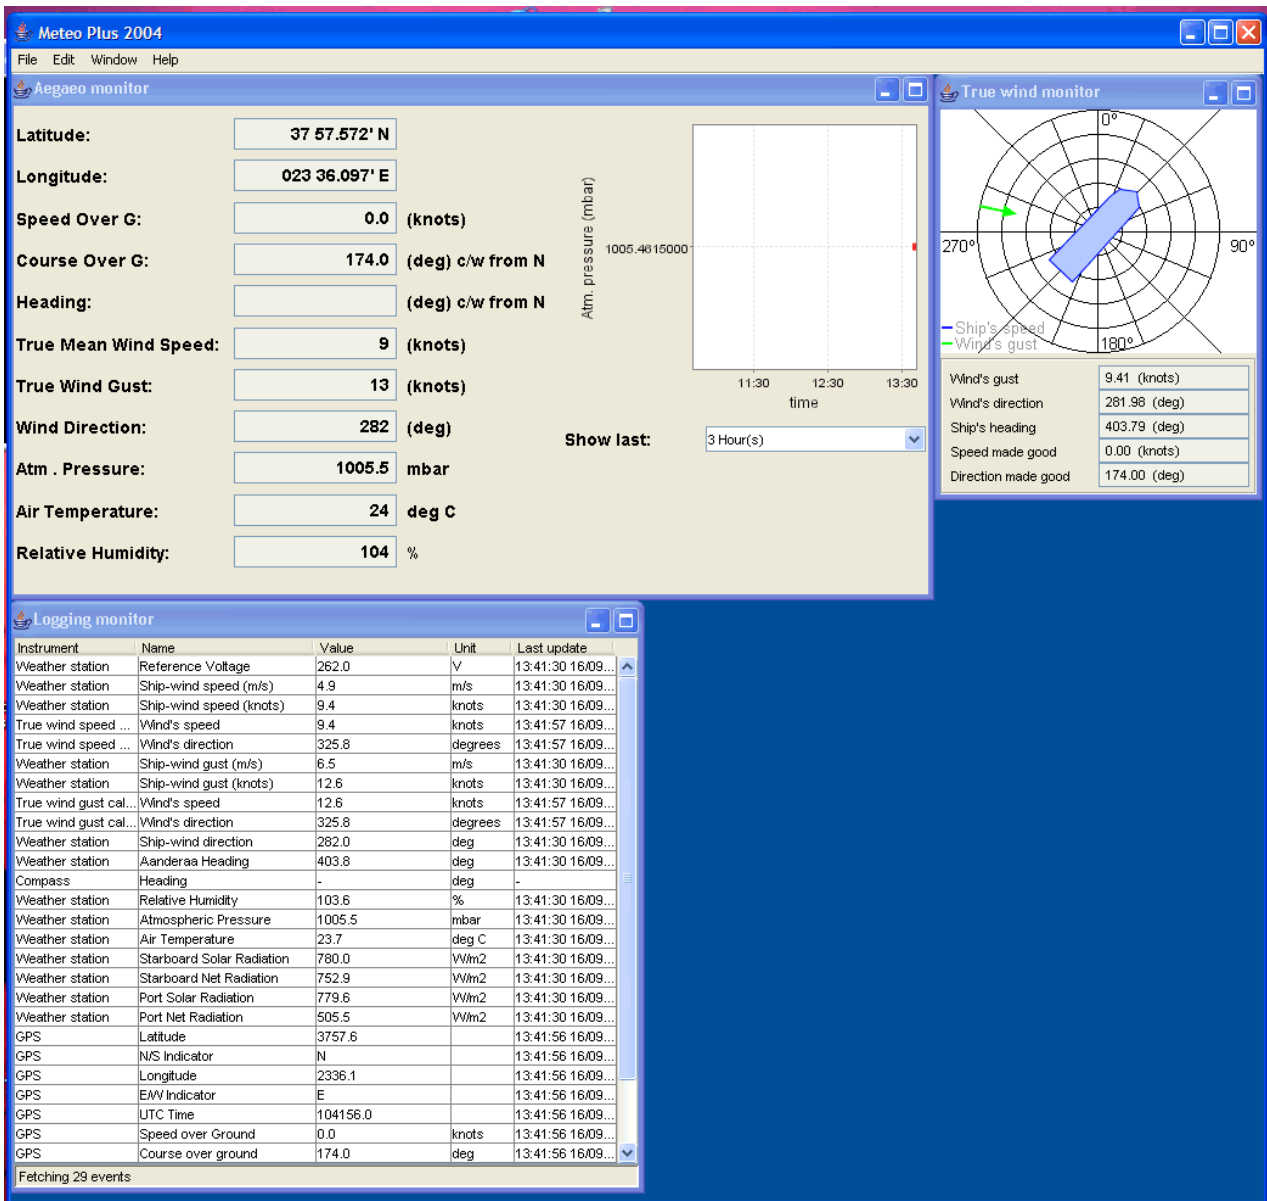 Meteo Plus 2004
File Edit Window Help
Aegaeo monitor
Latitude: 37 57.572' N
Longitude: 023 36.097' E
Speed Over G: 0.0 (knots)
Course Over G: 174.0 (deg) c/w from N
Heading: (deg) c/w from N
True Mean Wind Speed: 9 (knots)
True Wind Gust: 13 (knots)
Wind Direction: 282 (deg)
Atm . Pressure: 1005.5 mbar
Air Temperature: 24 deg C
Relative Humidity: 104 %
Atm. pressure (mbar)
1005.4615000
11:30 12:30 13:30
time
Show last: 3 Hour(s)
True wind monitor
0°
270° 90°
180°
Ship's speed
Wind's gust
Wind's gust 9.41 (knots)
Wind's direction 281.98 (deg)
Ship's heading 403.79 (deg)
Speed made good 0.00 (knots)
Direction made good 174.00 (deg)
Logging monitor
Instrument Name Value Unit Last update
Weather station Reference Voltage 262.0 V 13:41:30 16/09...
Weather station Ship-wind speed (m/s) 4.9 m/s 13:41:30 16/09...
Weather station Ship-wind speed (knots) 9.4 knots 13:41:30 16/09...
True wind speed ... Wind's speed 9.4 knots 13:41:57 16/09...
True wind speed ... Wind's direction 325.8 degrees 13:41:57 16/09...
Weather station Ship-wind gust (m/s) 6.5 m/s 13:41:30 16/09...
Weather station Ship-wind gust (knots) 12.6 knots 13:41:30 16/09...
True wind gust cal... Wind's speed 12.6 knots 13:41:57 16/09...
True wind gust cal... Wind's direction 325.8 degrees 13:41:57 16/09...
Weather station Ship-wind direction 282.0 deg 13:41:30 16/09...
Weather station Aanderaa Heading 403.8 deg 13:41:30 16/09...
Compass Heading - deg -
Weather station Relative Humidity 103.6 % 13:41:30 16/09...
Weather station Atmospheric Pressure 1005.5 mbar 13:41:30 16/09...
Weather station Air Temperature 23.7 deg C 13:41:30 16/09...
Weather station Starboard Solar Radiation 780.0 W/m2 13:41:30 16/09...
Weather station Starboard Net Radiation 752.9 W/m2 13:41:30 16/09...
Weather station Port Solar Radiation 779.6 W/m2 13:41:30 16/09...
Weather station Port Net Radiation 505.5 W/m2 13:41:30 16/09...
GPS Latitude 3757.6 13:41:56 16/09...
GPS N/S Indicator N 13:41:56 16/09...
GPS Longitude 2336.1 13:41:56 16/09...
GPS E/W Indicator E 13:41:56 16/09...
GPS UTC Time 104156.0 13:41:56 16/09...
GPS Speed over Ground 0.0 knots 13:41:56 16/09...
GPS Course over ground 174.0 deg 13:41:56 16/09...
Fetching 29 events